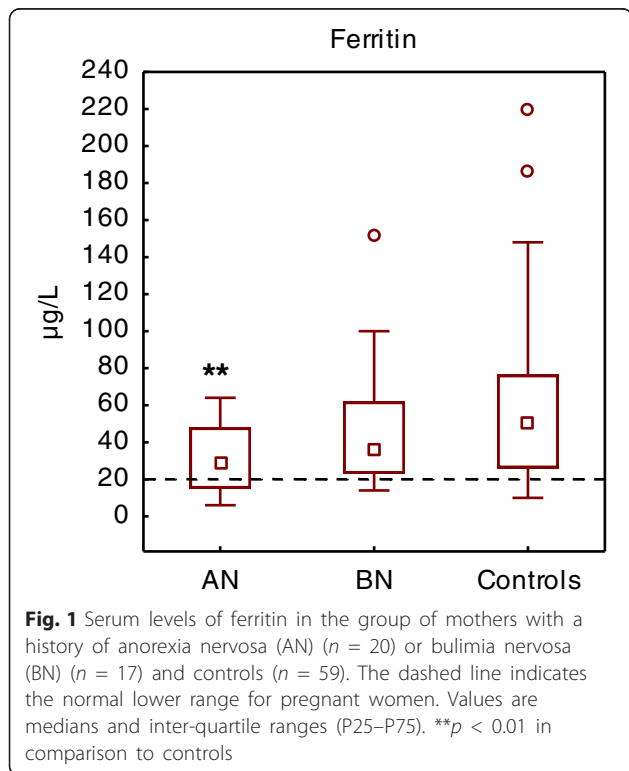 Ferritin
240
220
200
180
160
140
120
100
80
60
40
20
0
µg/L
**
AN BN Controls
Fig. 1 Serum levels of ferritin in the group of mothers with a
history of anorexia nervosa (AN) (n = 20) or bulimia nervosa
(BN) (n = 17) and controls (n = 59). The dashed line indicates
the normal lower range for pregnant women. Values are
medians and inter-quartile ranges (P25–P75). **p < 0.01 in
comparison to controls